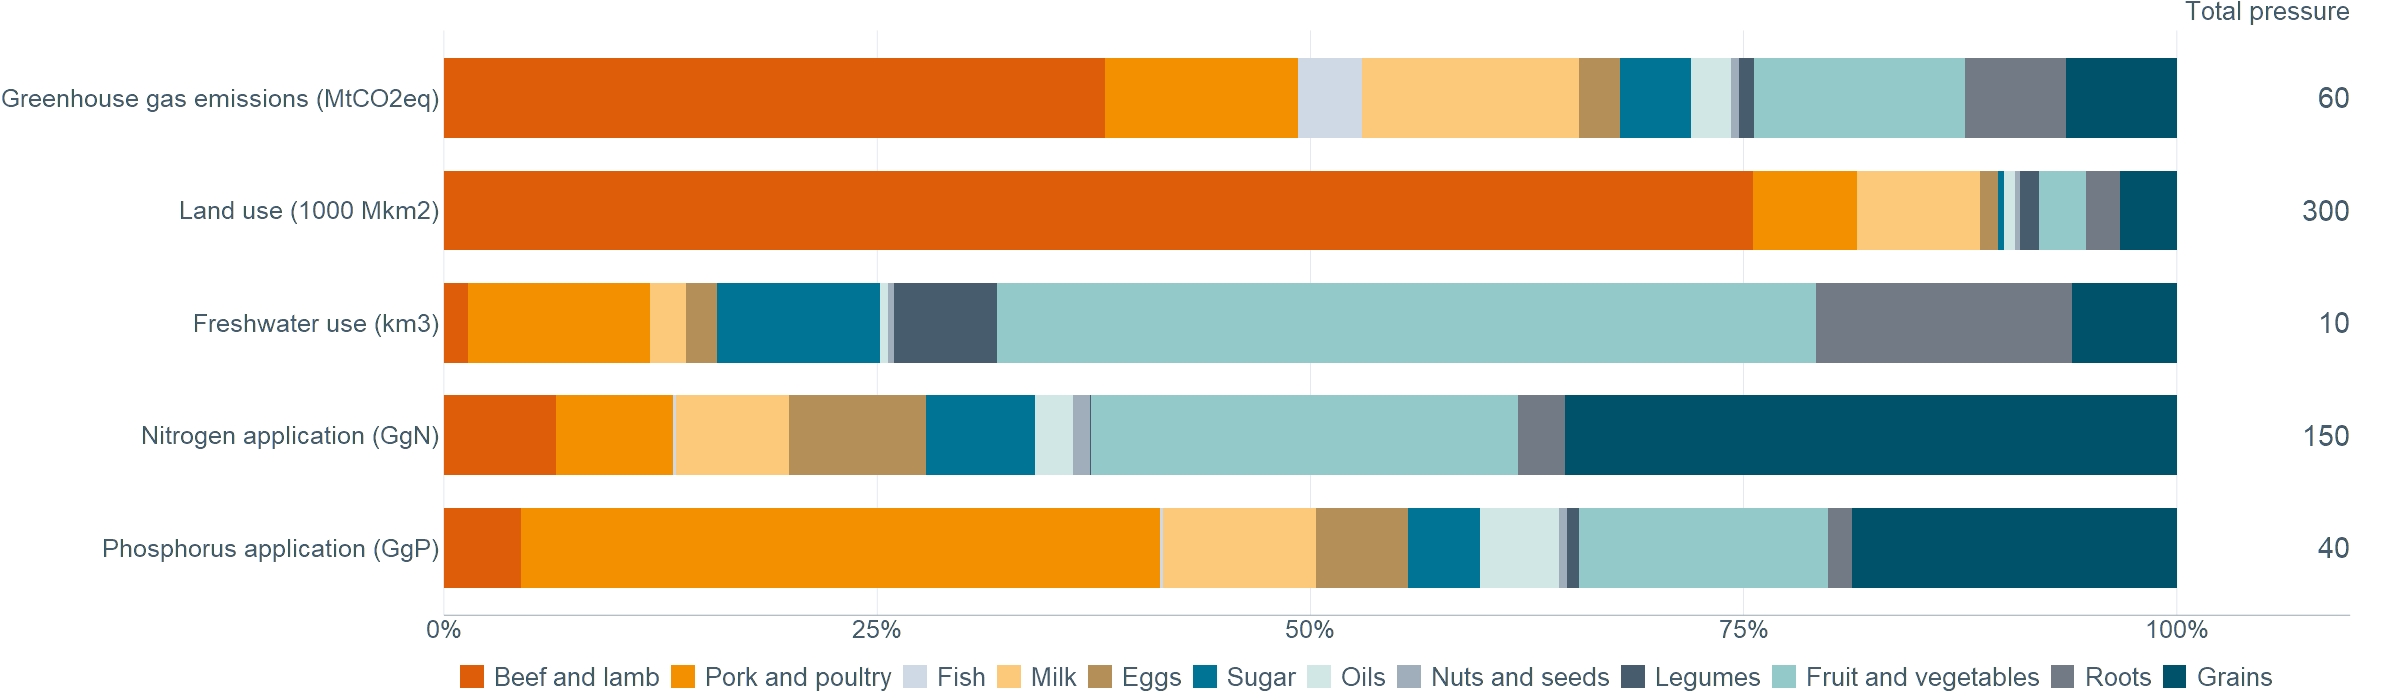 Total pressure
Greenhouse gas emissions (MtCO2eq) 60
Land use (1000 Mkm2) 300
Freshwater use (km3) 10
Nitrogen application (GgN) 150
Phosphorus application (GgP) 40
0% 25% 50% 75% 100%
Beef and lamb Pork and poultry Fish Milk Eggs Sugar Oils Nuts and seeds Legumes Fruit and vegetables Roots Grains